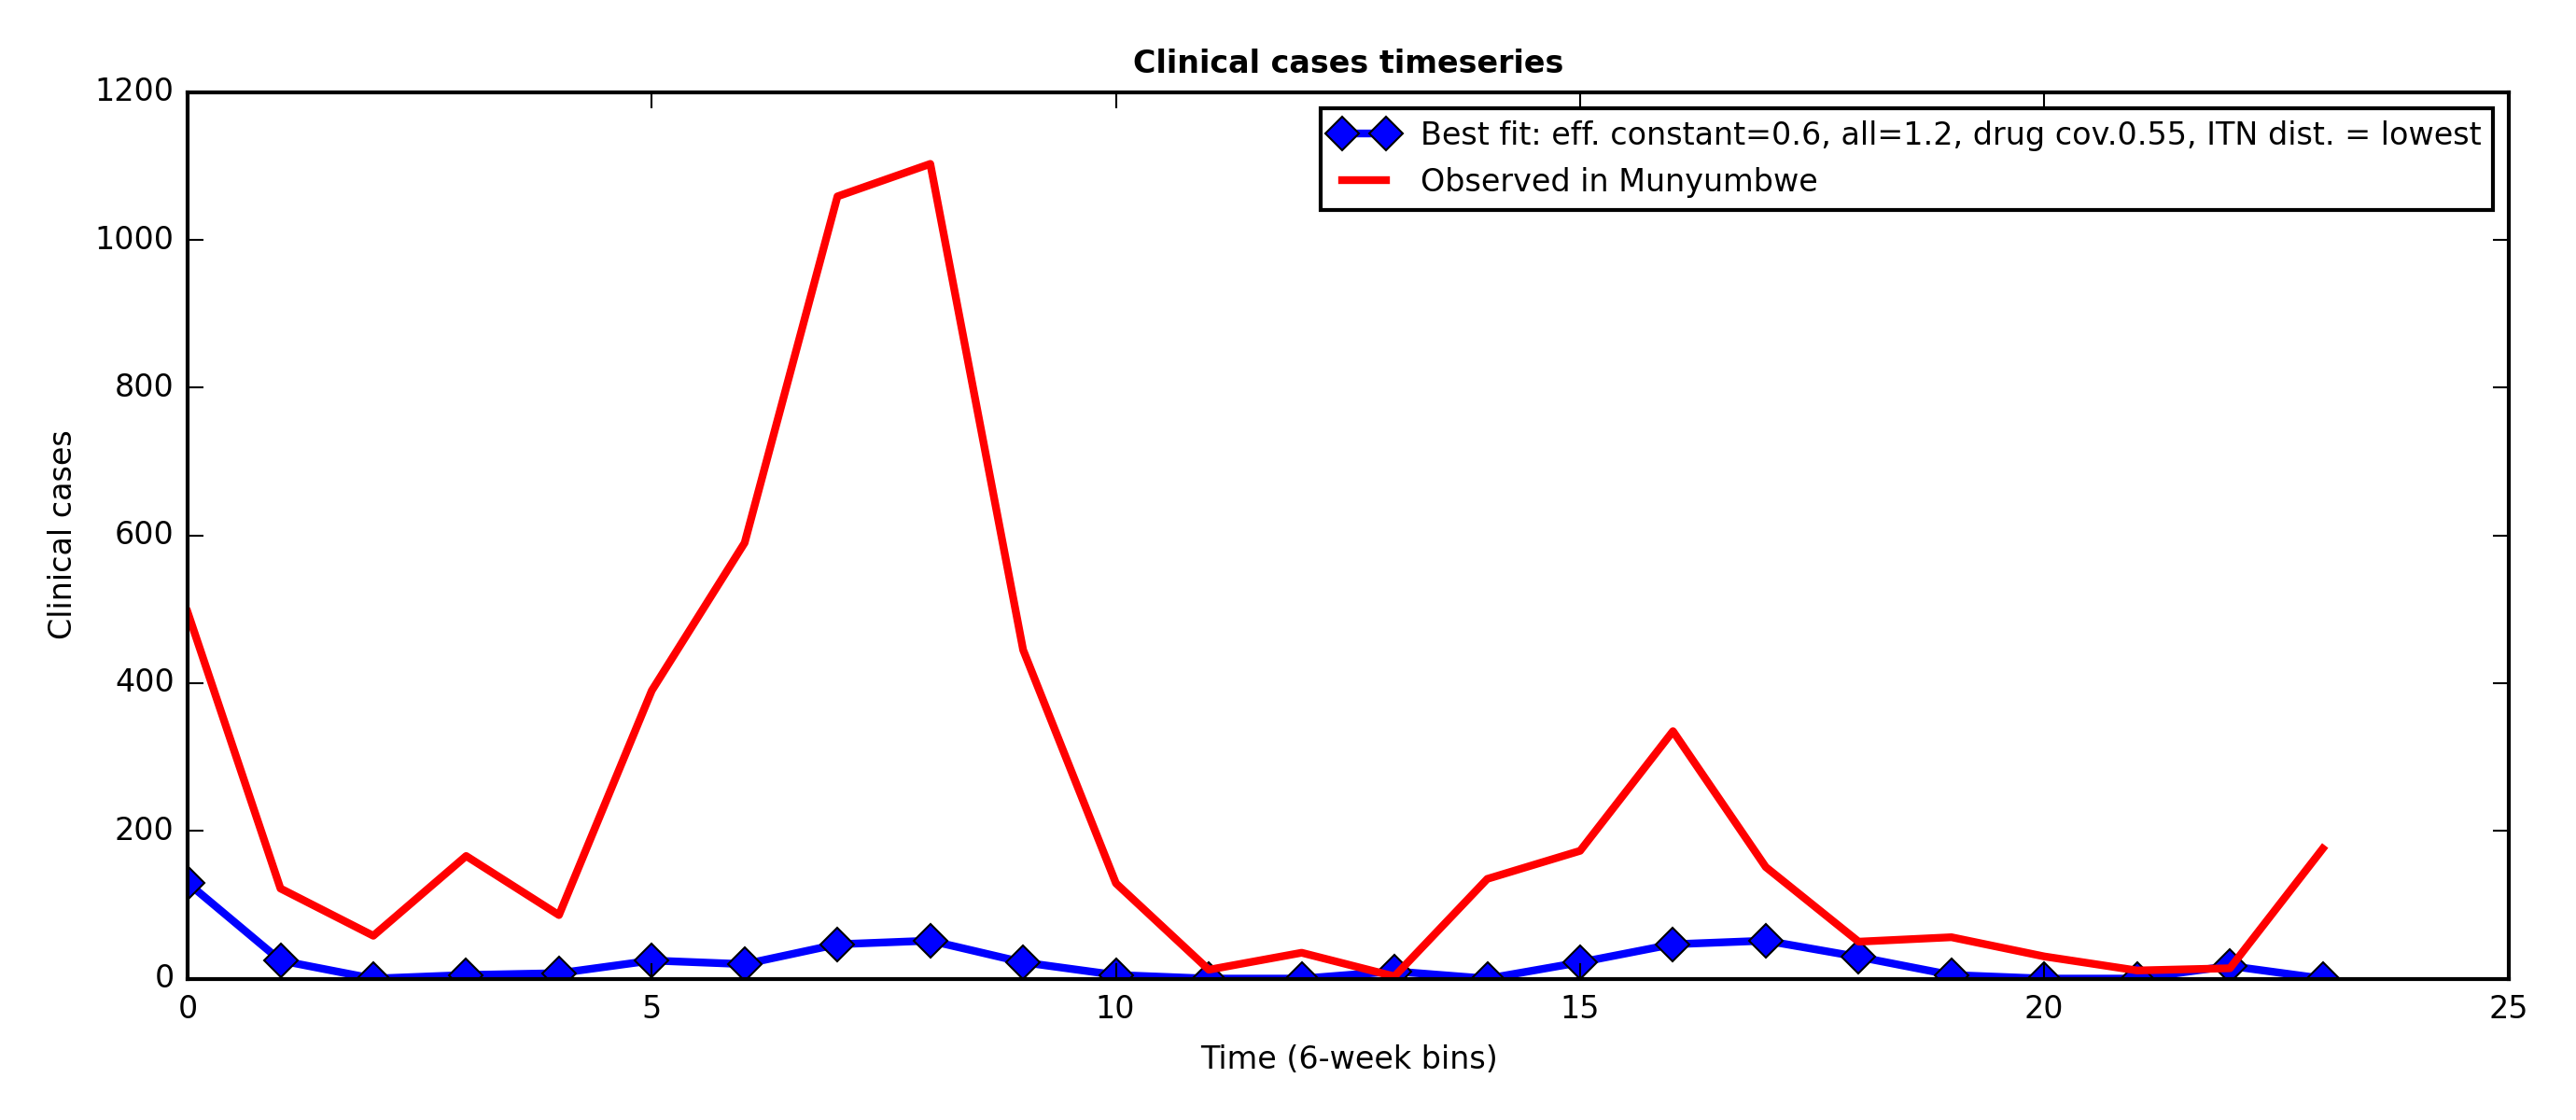 Clinical cases timeseries
1200
1000
800
600
400
200
0
Clinical cases
Best fit: eff. constant=0.6, all=1.2, drug cov.0.55, ITN dist. = lowest
Observed in Munyumbwe
0 5 10 15 20 25
Time (6-week bins)